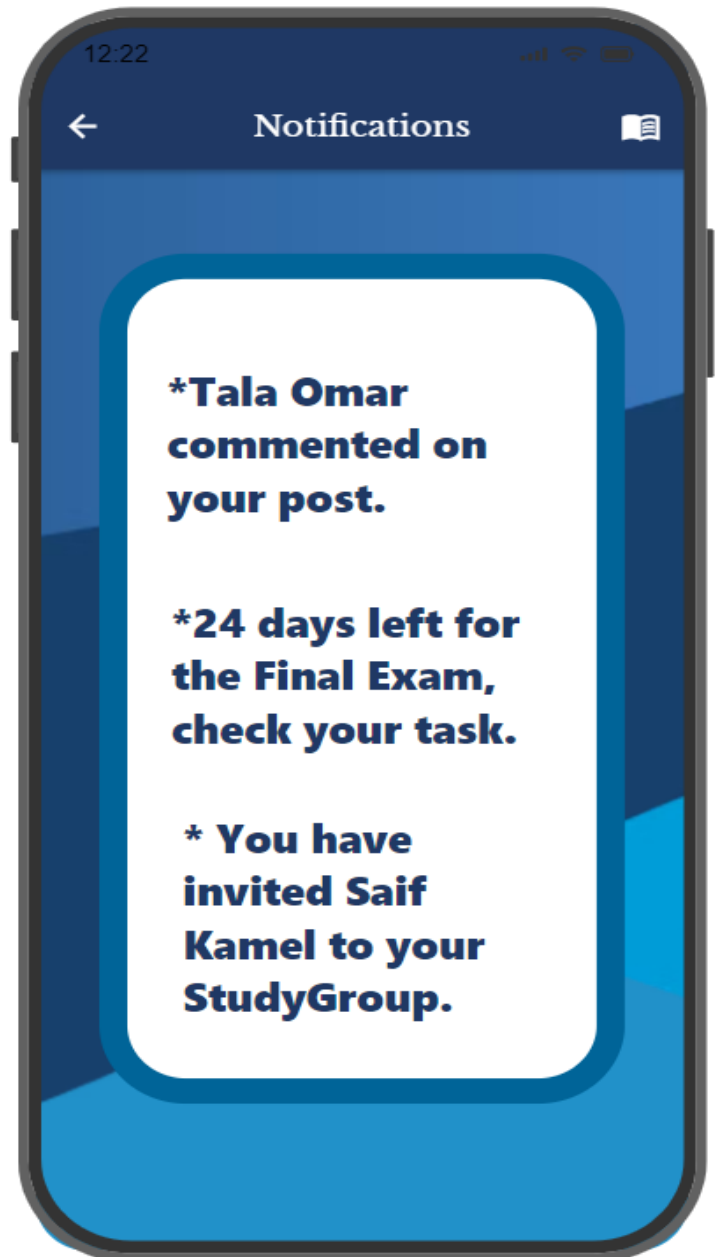 12:22
Notifications
*Tala Omar
commented on
your post.
*24 days left for
the Final Exam,
check your task.
* You have
invited Saif
Kamel to your
StudyGroup.